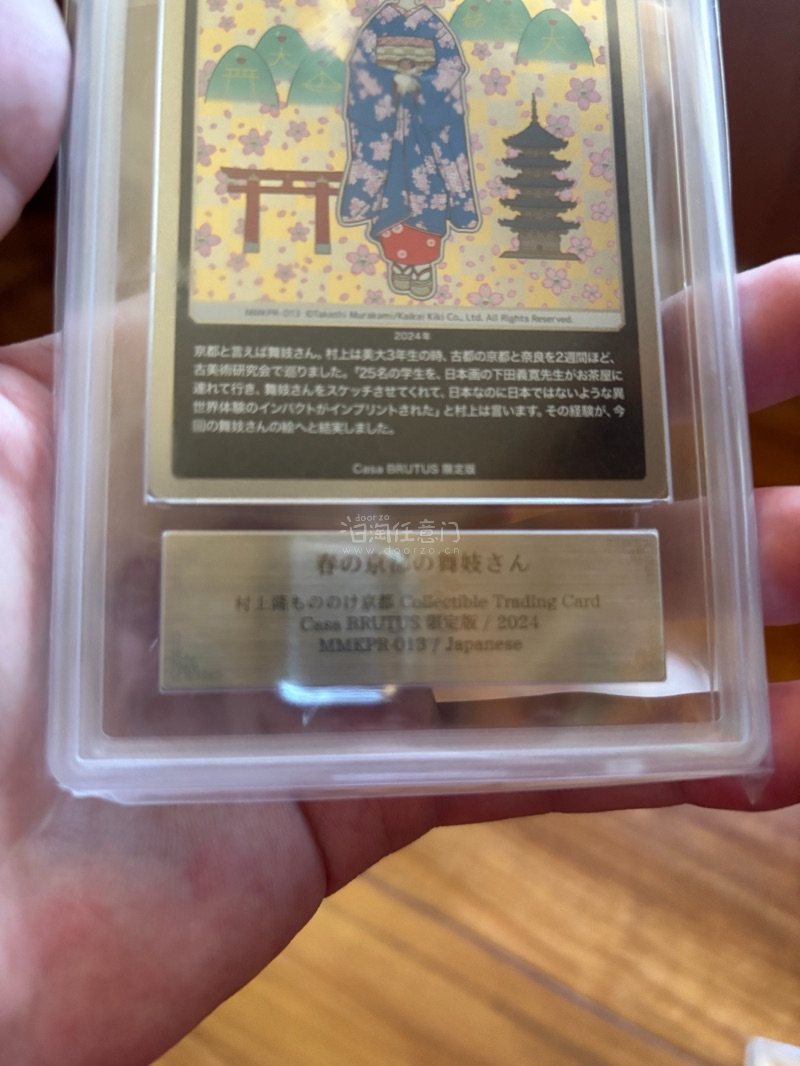 大
大
MMKPR-013 ©Takashi Murakami/Kaikai Kiki Co., Ltd. All Rights Reserved.
2024年
京都と言えば舞妓さん。村上は美大3年生の時、古都の京都と奈良を2週間ほど、
古美術研究会で巡りました。「25名の学生を、日本画の下田義寛先生がお茶屋に
連れて行き、舞妓さんをスケッチさせてくれて、日本なのに日本ではないような異
世界体験のインパクトがインプリントされた」と村上は言います。その経験が、今
回の舞妓さんの絵へと結実しました。
Casa BRUTUS 限定版
doorzo
任意门
www.doorzo.cn
春の京都の舞妓さん
村上隆もののけ京都 Collectible Trading Card
Casa BRUTUS 限定版 / 2024
MMKPR-013 / Japanese